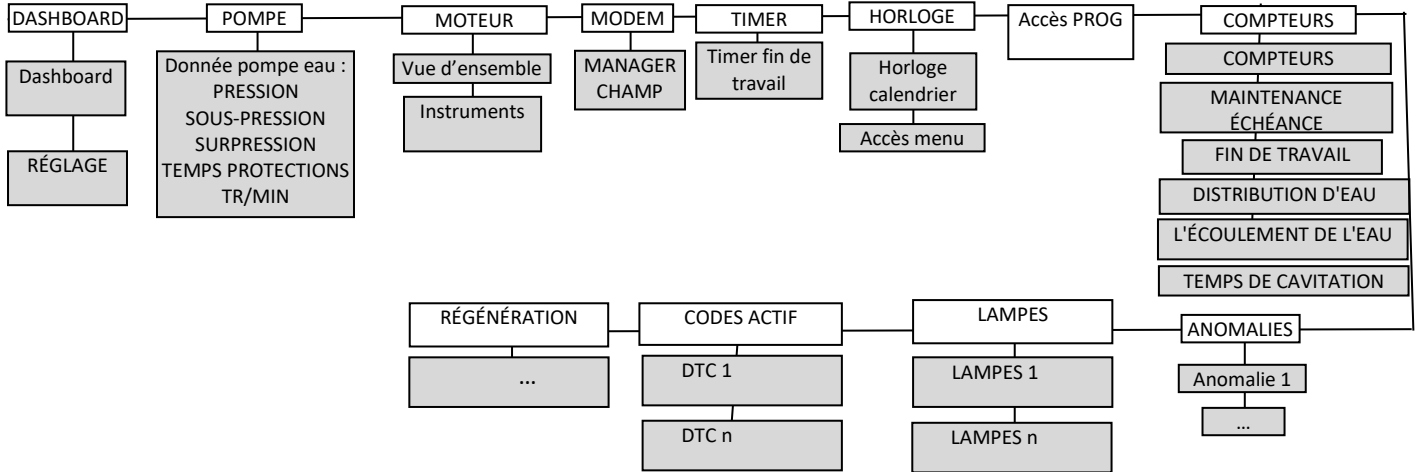 DASHBOARD
Dashboard
RÉGLAGE
POMPE
Donnée pompe eau :
PRESSION
SOUS-PRESSION
SURPRESSION
TEMPS PROTECTIONS
TR/MIN
MOTEUR
Vue d'ensemble
Instruments
MODEM
MANAGER
CHAMP
TIMER
Timer fin de
travail
HORLOGE
Horloge
calendrier
Accès menu
Accès PROG
COMPTEURS
COMPTEURS
MAINTENANCE
ÉCHÉANCE
FIN DE TRAVAIL
DISTRIBUTION D'EAU
L'ÉCOULEMENT DE L'EAU
TEMPS DE CAVITATION
RÉGÉNÉRATION
...
CODES ACTIF
DTC 1
DTC n
LAMPES
LAMPES 1
LAMPES n
ANOMALIES
Anomalie 1
...